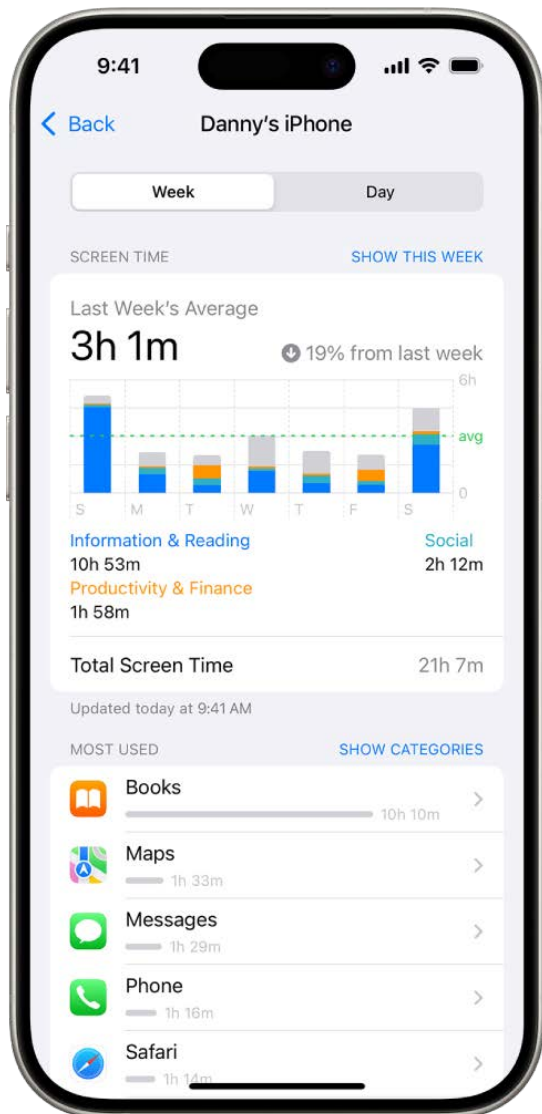 9:41
Back
Danny's iPhone
Week
Day
SCREEN TIME
SHOW THIS WEEK
Last Week's Average
3h 1m
19% from last week
6h
avg
0
S M T W T F S
Information & Reading
Social
10h 53m
2h 12m
Productivity & Finance
1h 58m
Total Screen Time
21h 7m
Updated today at 9:41 AM
MOST USED
SHOW CATEGORIES
Books
10h 10m
Maps
1h 33m
Messages
1h 29m
Phone
1h 16m
Safari
1h 14m